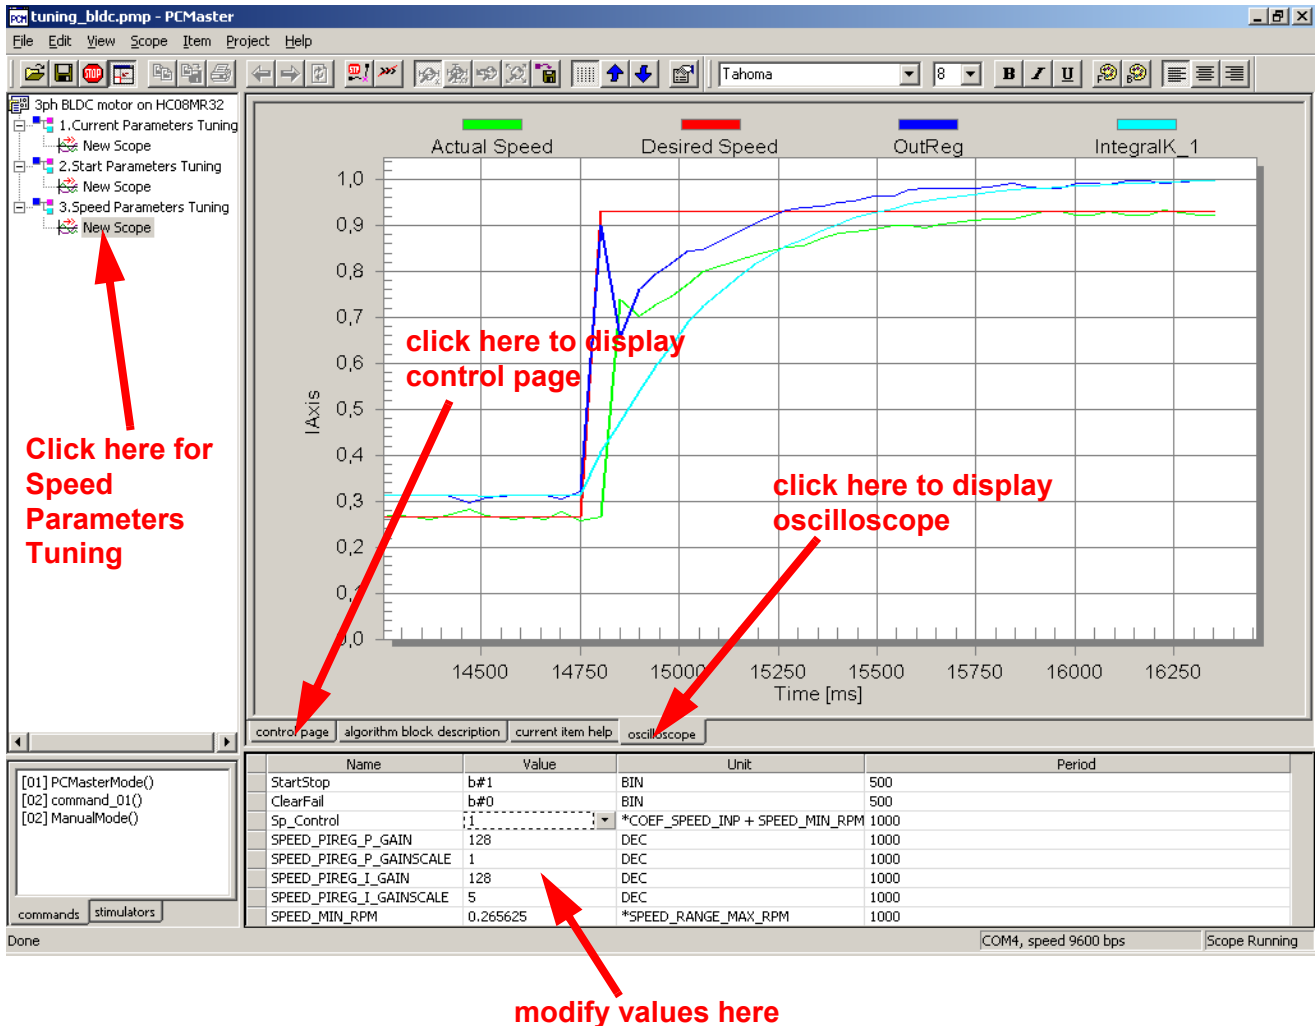 tuning_bldc.pmp - PCMaster
File Edit View Scope Item Project Help
Tahoma 8 B I U
3ph BLDC motor on HC08MR32
1.Current Parameters Tuning
New Scope
2.Start Parameters Tuning
New Scope
3.Speed Parameters Tuning
New Scope
Click here for
Speed
Parameters
Tuning
Actual Speed Desired Speed OutReg IntegralK_1
1,0
0,9
0,8
0,7
0,6
0,5
0,4
0,3
0,2
0,1
0,0
IAxis
click here to display
control page
click here to display
oscilloscope
14500 14750 15000 15250 15500 15750 16000 16250
Time [ms]
control page algorithm block description current item help oscilloscope
[01] PCMasterMode()
[02] command_01()
[02] ManualMode()
commands stimulators
Name Value Unit Period
StartStop b#1 BIN 500
ClearFail b#0 BIN 500
Sp_Control 1 *COEF_SPEED_INP + SPEED_MIN_RPM 1000
SPEED_PIREG_P_GAIN 128 DEC 1000
SPEED_PIREG_P_GAINSCALE 1 DEC 1000
SPEED_PIREG_I_GAIN 128 DEC 1000
SPEED_PIREG_I_GAINSCALE 5 DEC 1000
SPEED_MIN_RPM 0.265625 *SPEED_RANGE_MAX_RPM 1000
Done COM4, speed 9600 bps Scope Running
modify values here